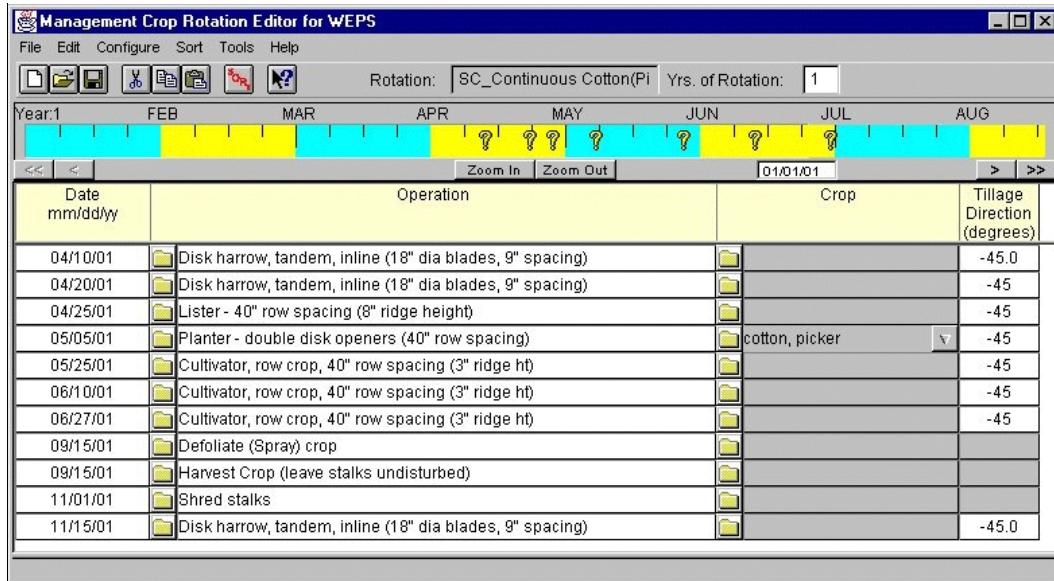 Management Crop Rotation Editor for WEPS
File Edit Configure Sort Tools Help
Rotation: SC_Continuous Cotton(Pi Yrs. of Rotation: 1
Year:1 FEB MAR APR MAY JUN JUL AUG
<< < Zoom In Zoom Out 01/01/01 > >>
Date Operation Crop Tillage
mm/dd/yy Direction
(degrees)
04/10/01 Disk harrow, tandem, inline (18" dia blades, 9" spacing) -45.0
04/20/01 Disk harrow, tandem, inline (18" dia blades, 9" spacing) -45
04/25/01 Lister - 40" row spacing (8" ridge height) -45
05/05/01 Planter - double disk openers (40" row spacing) cotton, picker -45
05/25/01 Cultivator, row crop, 40" row spacing (3" ridge ht) -45
06/10/01 Cultivator, row crop, 40" row spacing (3" ridge ht) -45
06/27/01 Cultivator, row crop, 40" row spacing (3" ridge ht) -45
09/15/01 Defoliate (Spray) crop
09/15/01 Harvest Crop (leave stalks undisturbed)
11/01/01 Shred stalks
11/15/01 Disk harrow, tandem, inline (18" dia blades, 9" spacing) -45.0